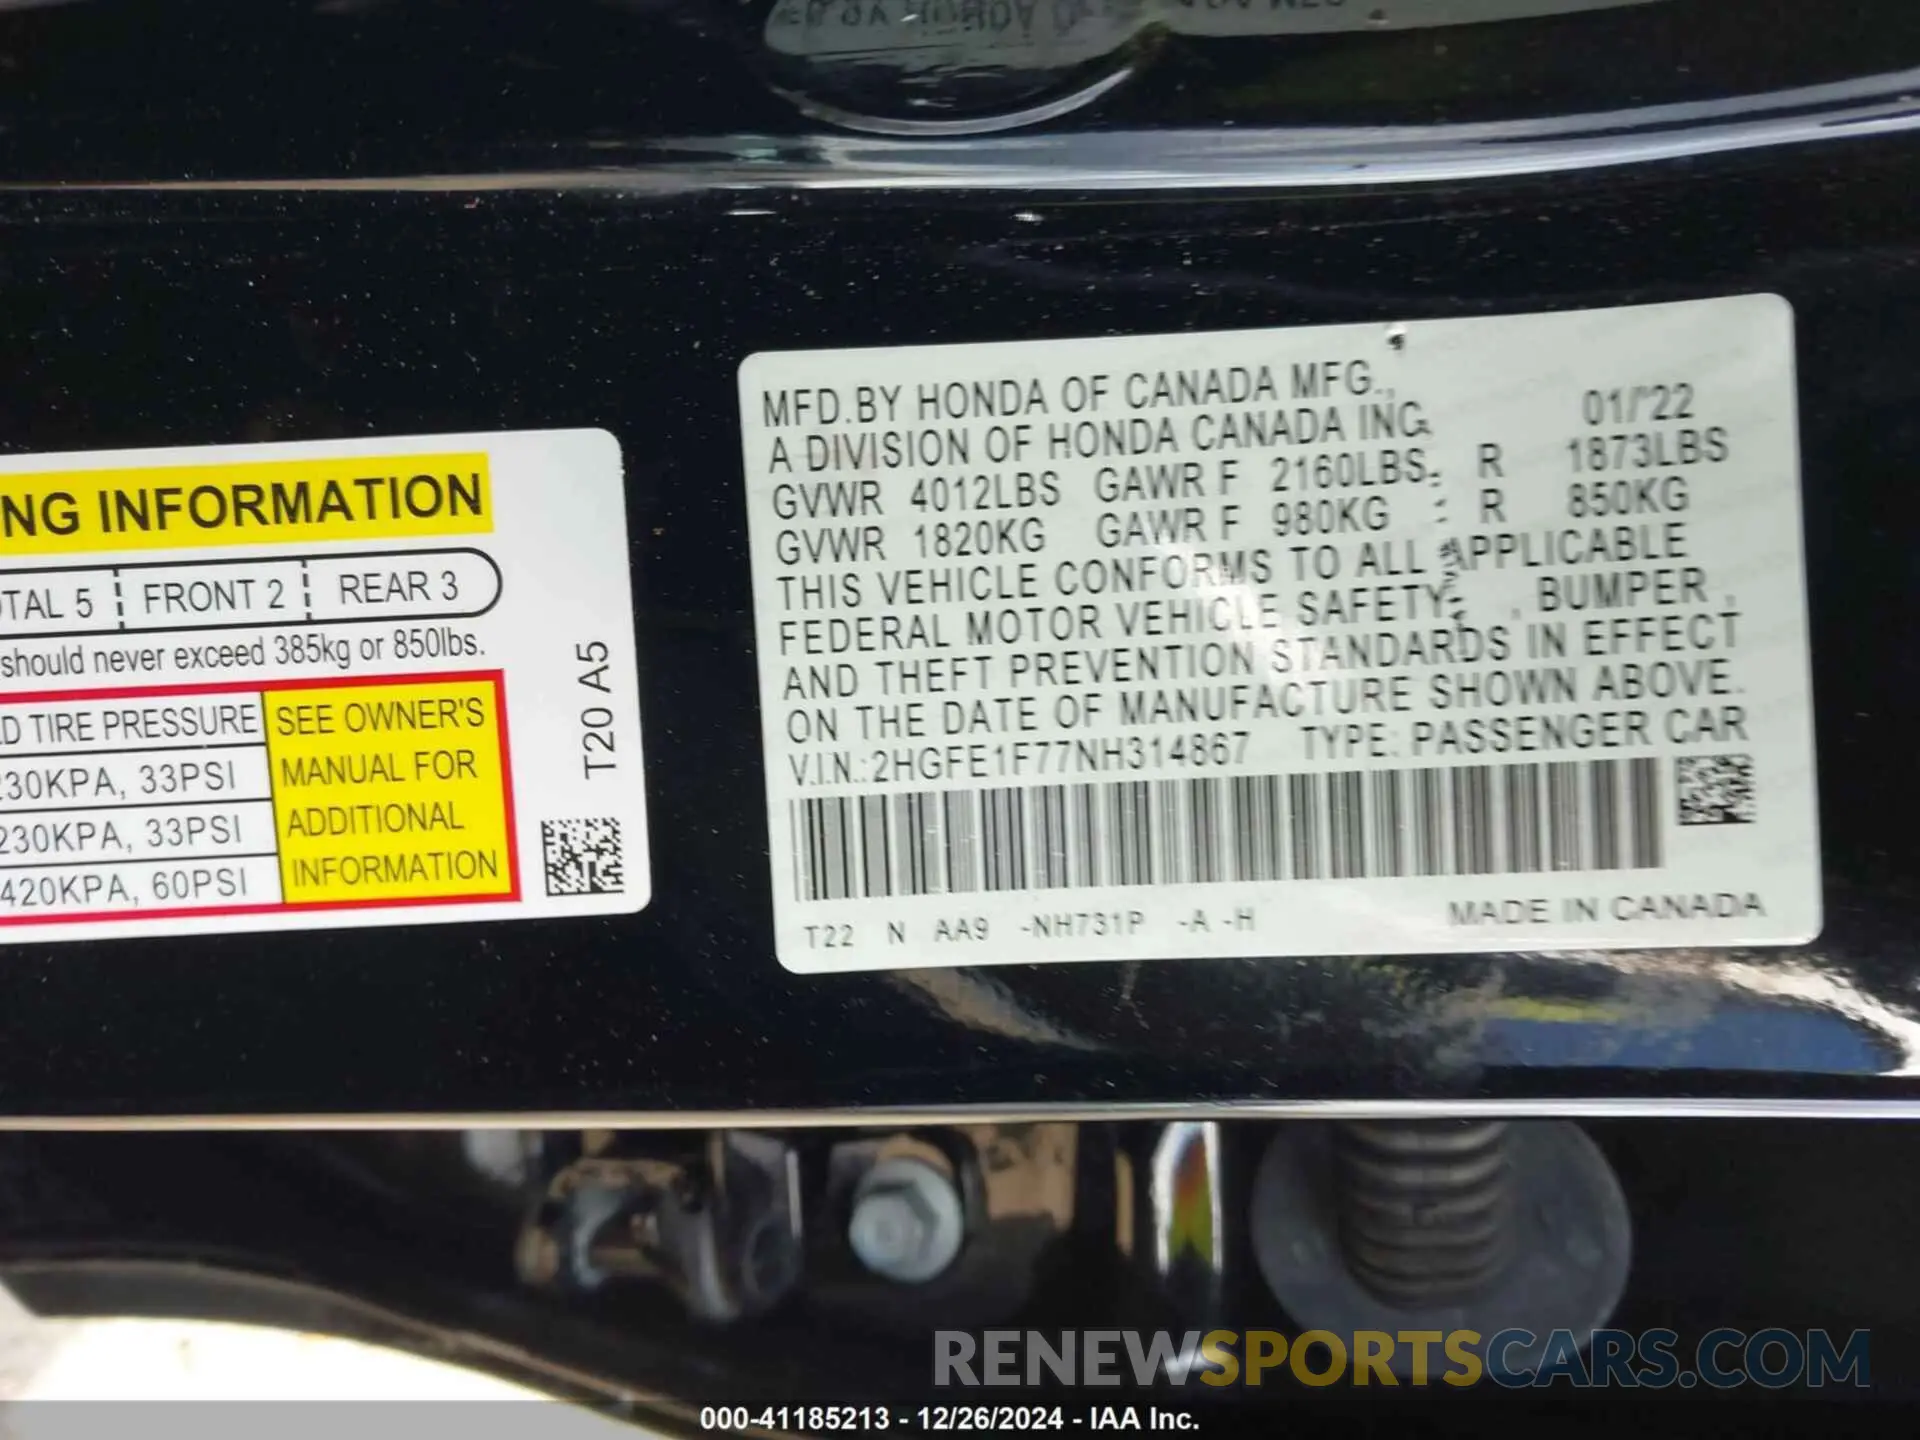 NG INFORMATION
TAL 5 FRONT 2 REAR 3
should never exceed 385kg or 850lbs.
D TIRE PRESSURE
230KPA, 33PSI
230KPA, 33PSI
420KPA, 60PSI
SEE OWNER'S
MANUAL FOR
ADDITIONAL
INFORMATION
T20 A5
MFD.BY HONDA OF CANADA MFG.,
A DIVISION OF HONDA CANADA INC. 01/'22
GVWR 4012LBS GAWR F 2160LBS R 1873LBS
GVWR 1820KG GAWR F 980KG R 850KG
THIS VEHICLE CONFORMS TO ALL APPLICABLE
FEDERAL MOTOR VEHICLE SAFETY, BUMPER,
AND THEFT PREVENTION STANDARDS IN EFFECT
ON THE DATE OF MANUFACTURE SHOWN ABOVE.
V.I.N.:2HGFE1F77NH314867 TYPE: PASSENGER CAR
T22 N AA9 -NH731P -A -H MADE IN CANADA
RENEWSPORTSCARS.COM
000-41185213 - 12/26/2024 - IAA Inc.